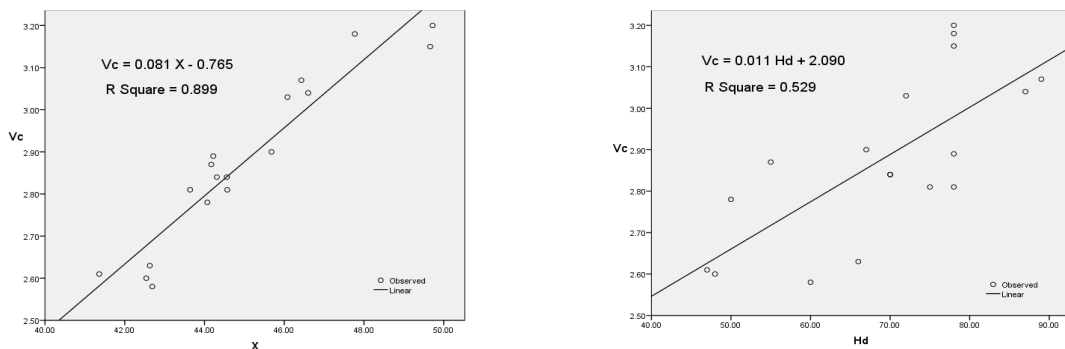 3.20
3.10
3.00
2.90
2.80
2.70
2.60
2.50
Vc
Vc = 0.081 X - 0.765
R Square = 0.899
Observed
Linear
40.00 42.00 44.00 46.00 48.00 50.00
X
3.20
3.10
3.00
2.90
2.80
2.70
2.60
2.50
Vc
Vc = 0.011 Hd + 2.090
R Square = 0.529
Observed
Linear
40.00 50.00 60.00 70.00 80.00 90.00
Hd